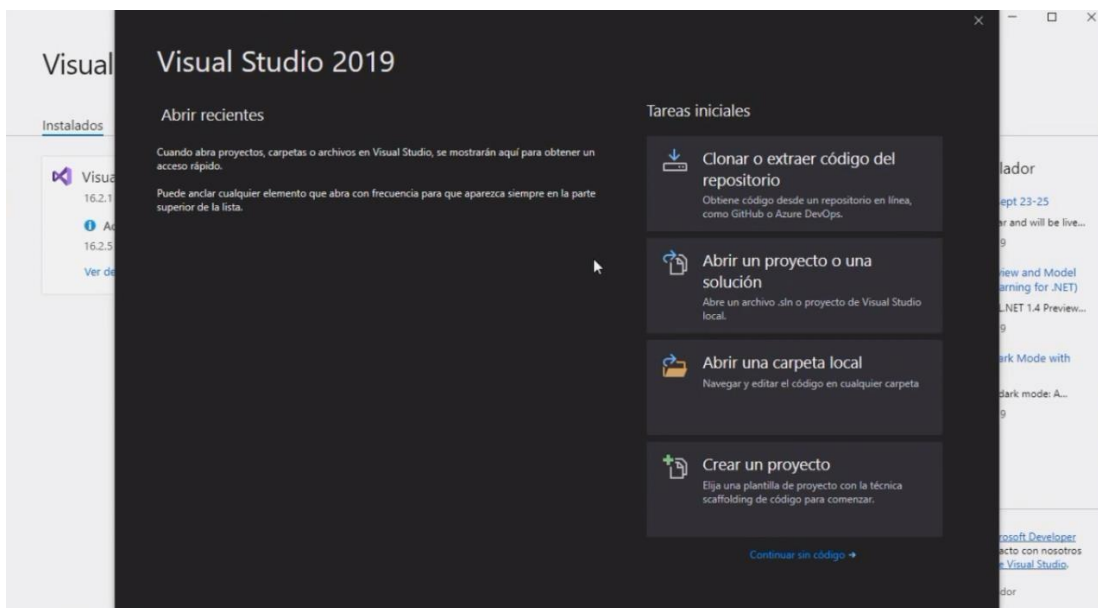 Visual
Instalados
Visua
16.2.1
Ac
16.2.5
Ver de
Visual Studio 2019
Abrir recientes
Cuando abra proyectos, carpetas o archivos en Visual Studio, se mostrarán aquí para obtener un
acceso rápido.
Puede anclar cualquier elemento que abra con frecuencia para que aparezca siempre en la parte
superior de la lista.
Tareas iniciales
Clonar o extraer código del
repositorio
Obtiene código desde un repositorio en línea,
como GitHub o Azure DevOps.
Abrir un proyecto o una
solución
Abre un archivo .sln o proyecto de Visual Studio
local.
Abrir una carpeta local
Navegar y editar el código en cualquier carpeta
Crear un proyecto
Elija una plantilla de proyecto con la técnica
scaffolding de código para comenzar.
Continuar sin código →
lador
ept 23-25
ar and will be live...
9
view and Model
arning for .NET)
.NET 1.4 Preview...
9
ark Mode with
dark mode: A...
9
rosoft Developer
acto con nosotros
e Visual Studio.
dor